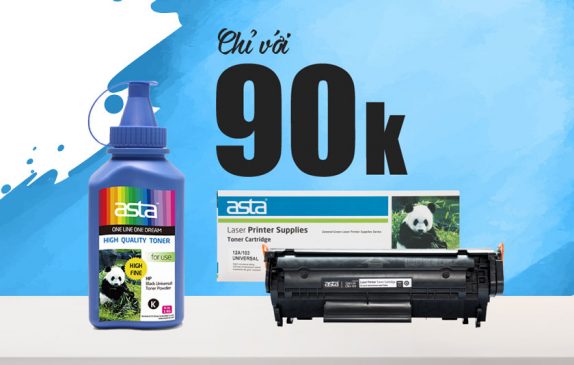 Chỉ với
90k
asta
ONE LINE ONE DREAM
HIGH QUALITY TONER
for use
HIGH
FINE
HP
Black Universal
Toner Powder
K
asta
Laser Printer Supplies
Toner Cartridge
12A/103
UNIVERSAL